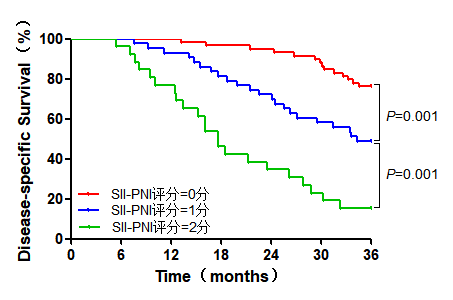 Disease-specific Survival (%)
100
80
60
40
20
0
P=0.001
P=0.001
SII-PNI评分=0分
SII-PNI评分=1分
SII-PNI评分=2分
0 6 12 18 24 30 36
Time（months）